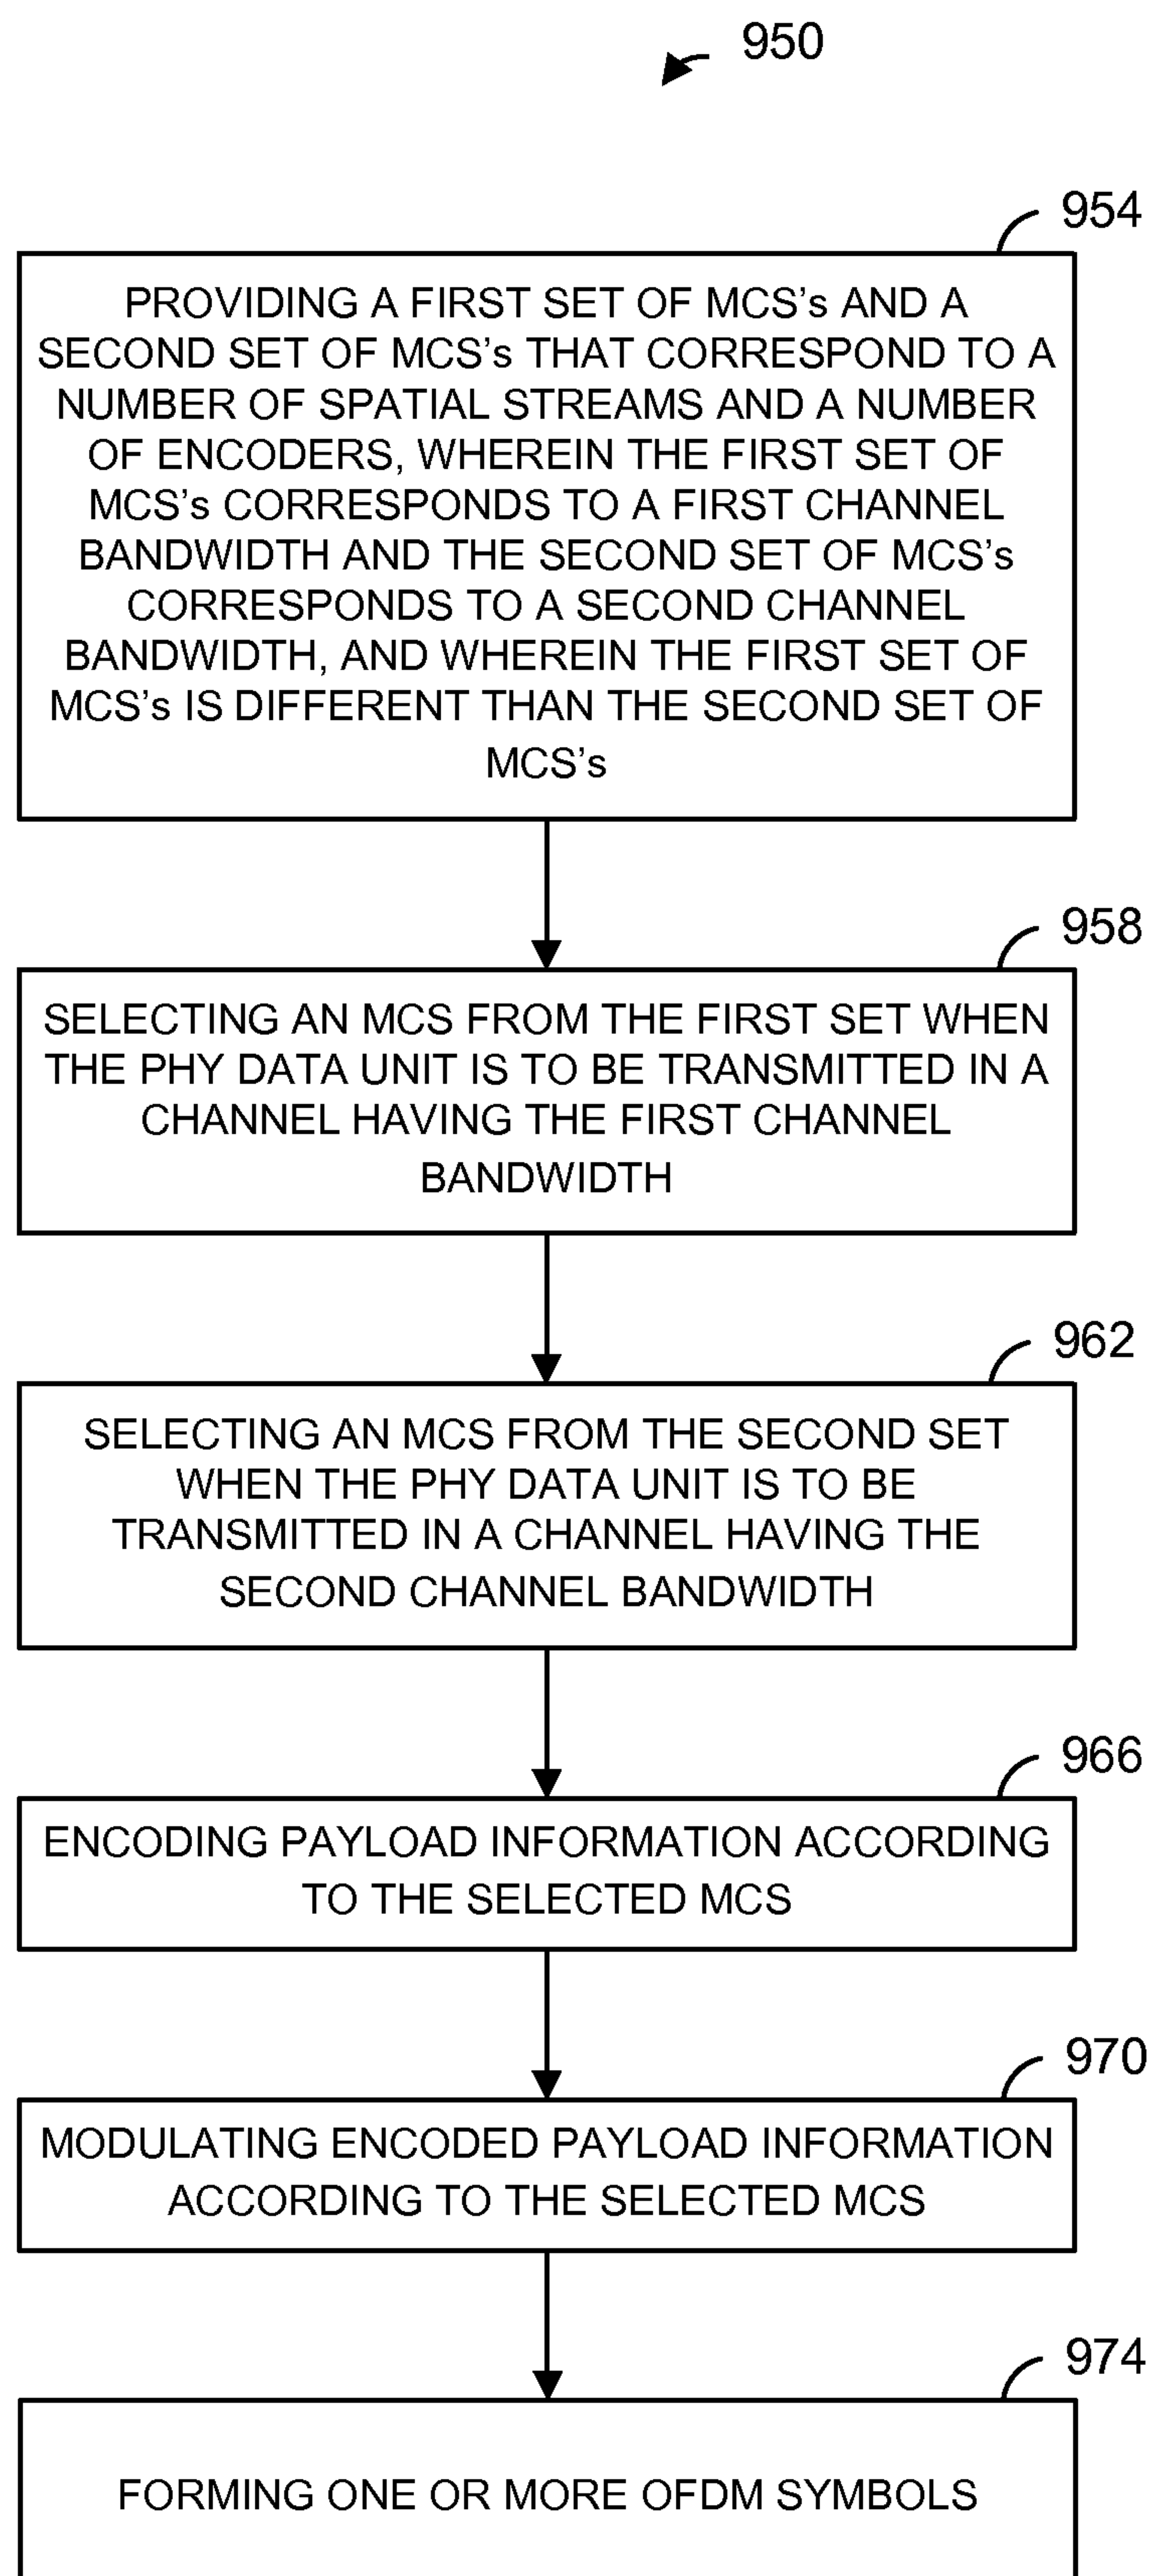 950
954
PROVIDING A FIRST SET OF MCS's AND A
SECOND SET OF MCS's THAT CORRESPOND TO A
NUMBER OF SPATIAL STREAMS AND A NUMBER
OF ENCODERS, WHEREIN THE FIRST SET OF
MCS's CORRESPONDS TO A FIRST CHANNEL
BANDWIDTH AND THE SECOND SET OF MCS's
CORRESPONDS TO A SECOND CHANNEL
BANDWIDTH, AND WHEREIN THE FIRST SET OF
MCS's IS DIFFERENT THAN THE SECOND SET OF
MCS's
958
SELECTING AN MCS FROM THE FIRST SET WHEN
THE PHY DATA UNIT IS TO BE TRANSMITTED IN A
CHANNEL HAVING THE FIRST CHANNEL
BANDWIDTH
962
SELECTING AN MCS FROM THE SECOND SET
WHEN THE PHY DATA UNIT IS TO BE
TRANSMITTED IN A CHANNEL HAVING THE
SECOND CHANNEL BANDWIDTH
966
ENCODING PAYLOAD INFORMATION ACCORDING
TO THE SELECTED MCS
970
MODULATING ENCODED PAYLOAD INFORMATION
ACCORDING TO THE SELECTED MCS
974
FORMING ONE OR MORE OFDM SYMBOLS